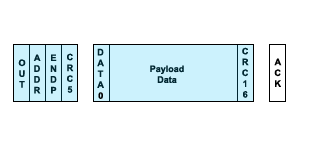 OUT
ADDR
ENDP
CRC5
DATA0
Payload
Data
CRC16
ACK